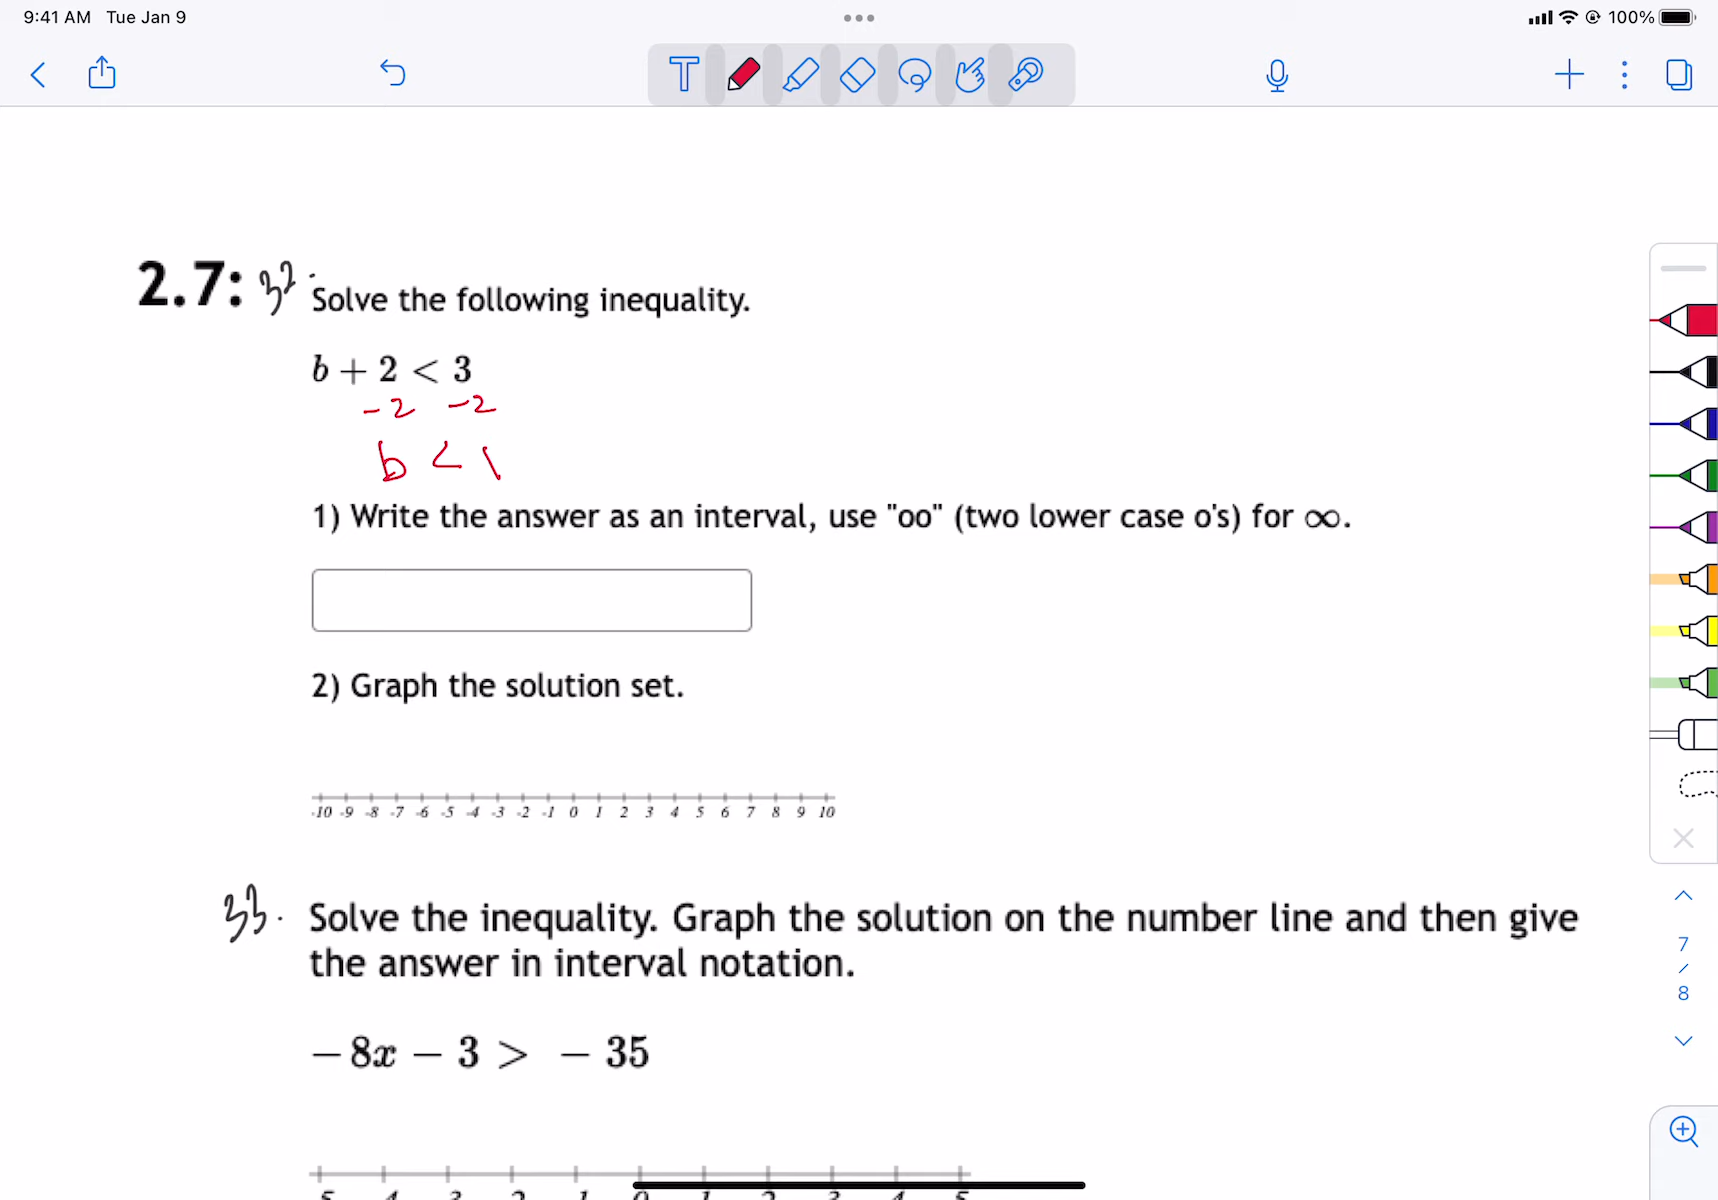 9:41 AM Tue Jan 9
100%
2.7: 32. Solve the following inequality.
b + 2 < 3
-2 -2
b < 1
1) Write the answer as an interval, use "oo" (two lower case o's) for ∞.
2) Graph the solution set.
-10 -9 -8 -7 -6 -5 -4 -3 -2 -1 0 1 2 3 4 5 6 7 8 9 10
33. Solve the inequality. Graph the solution on the number line and then give
the answer in interval notation.
-8x - 3 > - 35
7
/
8